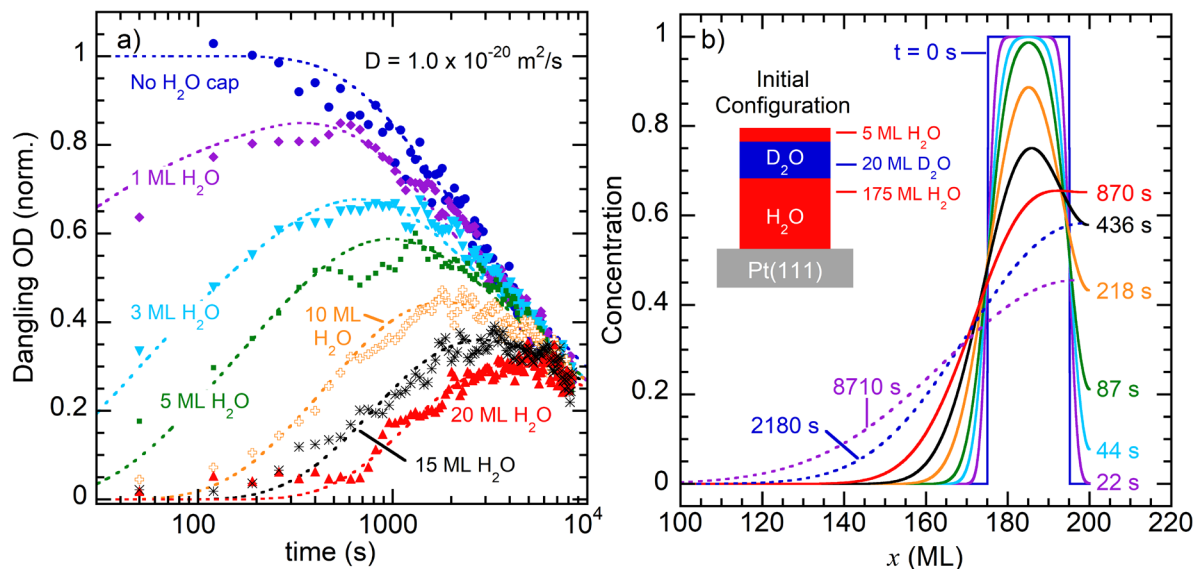 a)
D = 1.0 x 10⁻²⁰ m²/s
No H₂O cap
1 ML H₂O
3 ML H₂O
5 ML H₂O
10 ML
H₂O
15 ML H₂O
20 ML H₂O
Dangling OD (norm.)
1
0.8
0.6
0.4
0.2
0
100
1000
10⁴
time (s)
b)
t = 0 s
Initial
Configuration
5 ML H₂O
D₂O
20 ML D₂O
175 ML H₂O
H₂O
Pt(111)
870 s
436 s
218 s
87 s
44 s
22 s
8710 s
2180 s
Concentration
1
0.8
0.6
0.4
0.2
0
100
120
140
160
180
200
220
x (ML)